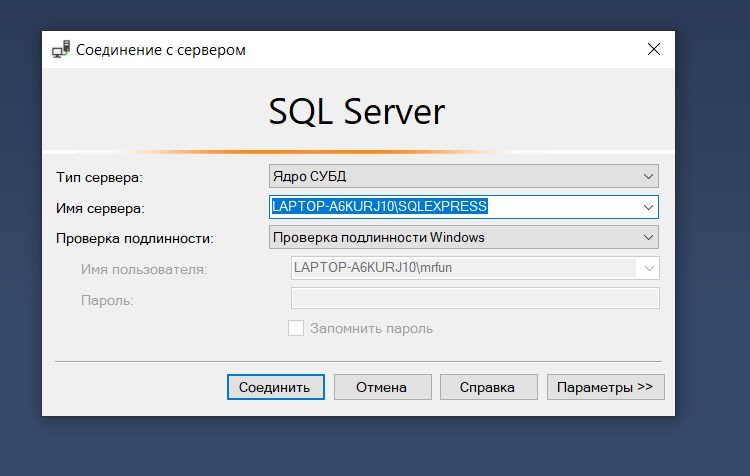 Соединение с сервером
SQL Server
Тип сервера: Ядро СУБД
Имя сервера: LAPTOP-A6KURJ10\SQLEXPRESS
Проверка подлинности: Проверка подлинности Windows
Имя пользователя: LAPTOP-A6KURJ10\mrfun
Пароль:
Запомнить пароль
Соединить Отмена Справка Параметры >>